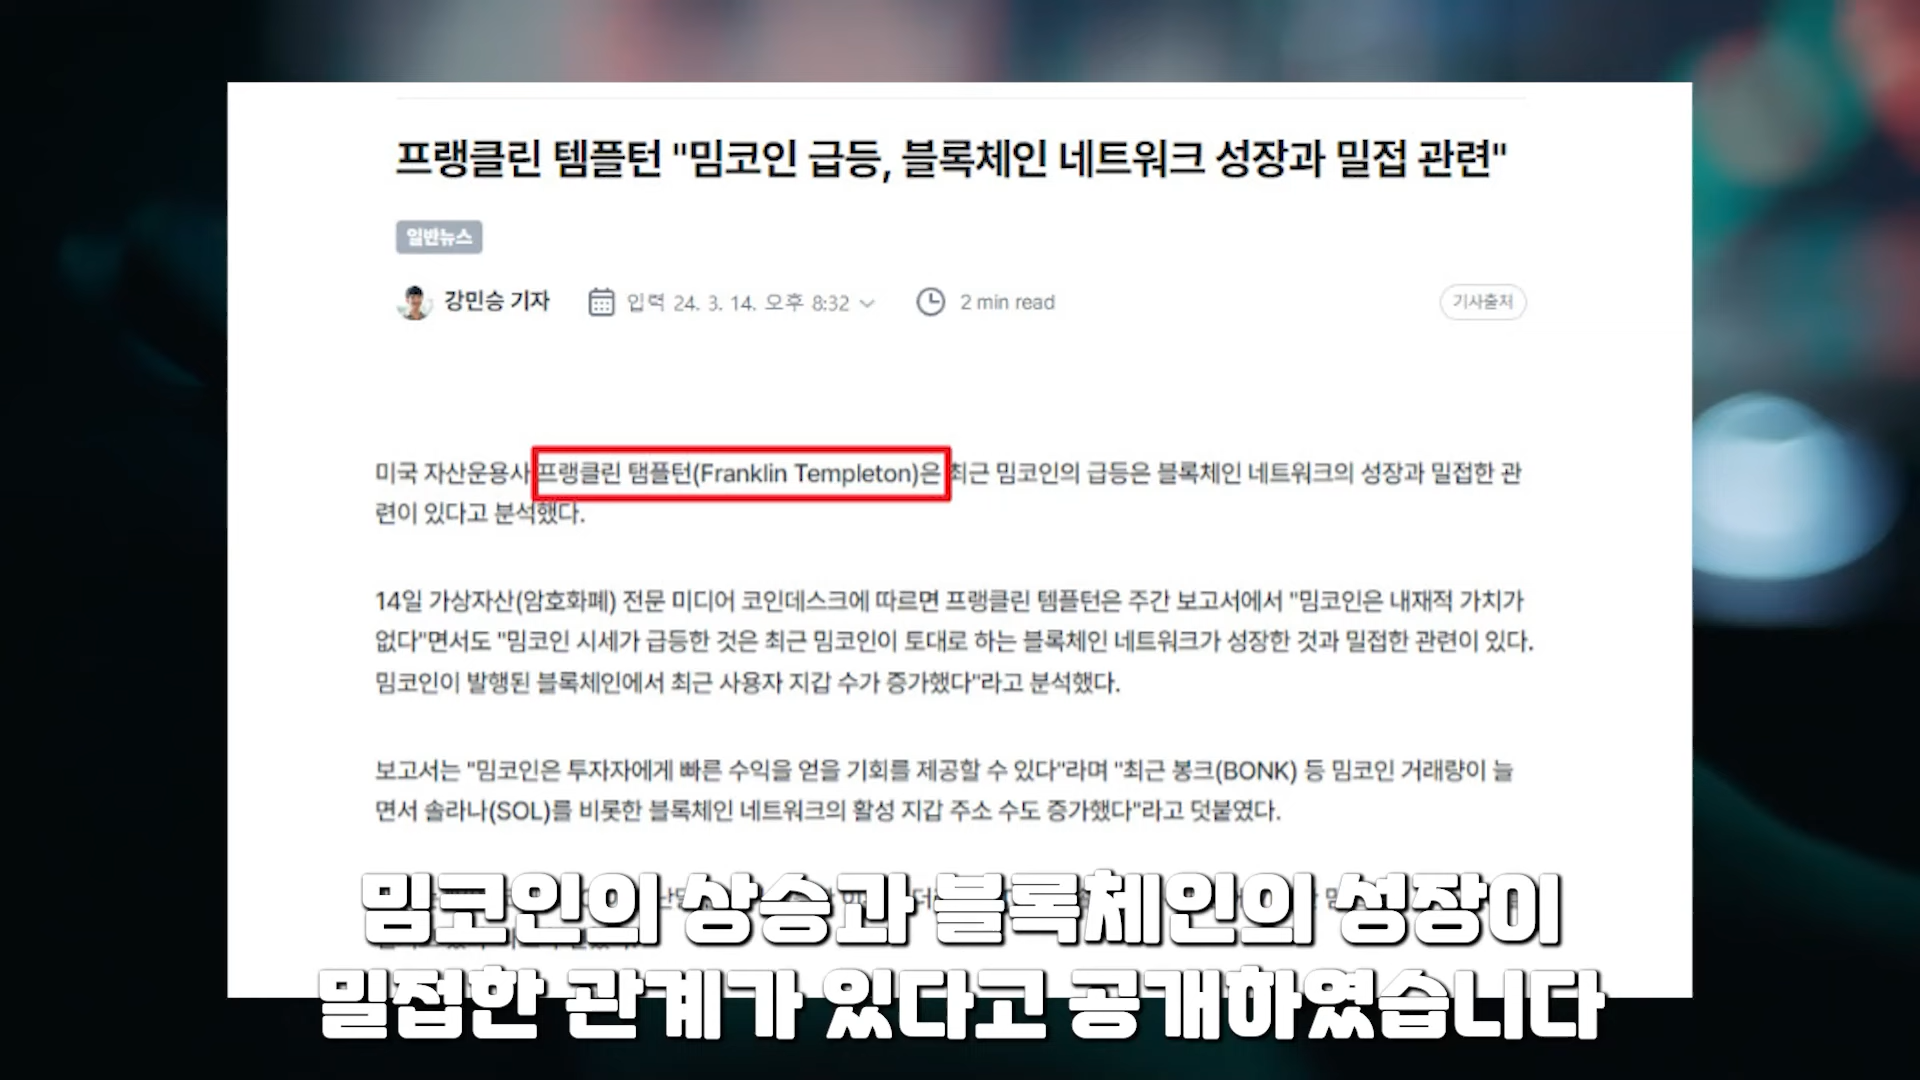 프랭클린 템플턴 "밈코인 급등, 블록체인 네트워크 성장과 밀접 관련"
일반뉴스
강민승 기자 입력 24. 3. 14. 오후 8:32 2 min read 기사출처
미국 자산운용사 프랭클린 탬플턴(Franklin Templeton)은 최근 밈코인의 급등은 블록체인 네트워크의 성장과 밀접한 관
련이 있다고 분석했다.
14일 가상자산(암호화폐) 전문 미디어 코인데스크에 따르면 프랭클린 템플턴은 주간 보고서에서 "밈코인은 내재적 가치가
없다"면서도 "밈코인 시세가 급등한 것은 최근 밈코인이 토대로 하는 블록체인 네트워크가 성장한 것과 밀접한 관련이 있다.
밈코인이 발행된 블록체인에서 최근 사용자 지갑 수가 증가했다"라고 분석했다.
보고서는 "밈코인은 투자자에게 빠른 수익을 얻을 기회를 제공할 수 있다"라며 "최근 봉크(BONK) 등 밈코인 거래량이 늘
면서 솔라나(SOL)를 비롯한 블록체인 네트워크의 활성 지갑 주소 수도 증가했다"라고 덧붙였다.
밈코인의 상승과 블록체인의 성장이
밀접한 관계가 있다고 공개하였습니다